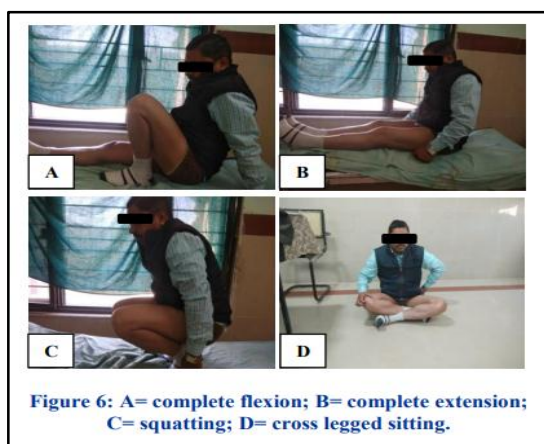 A
B
C
D
Figure 6: A= complete flexion; B= complete extension;
C= squatting; D= cross legged sitting.